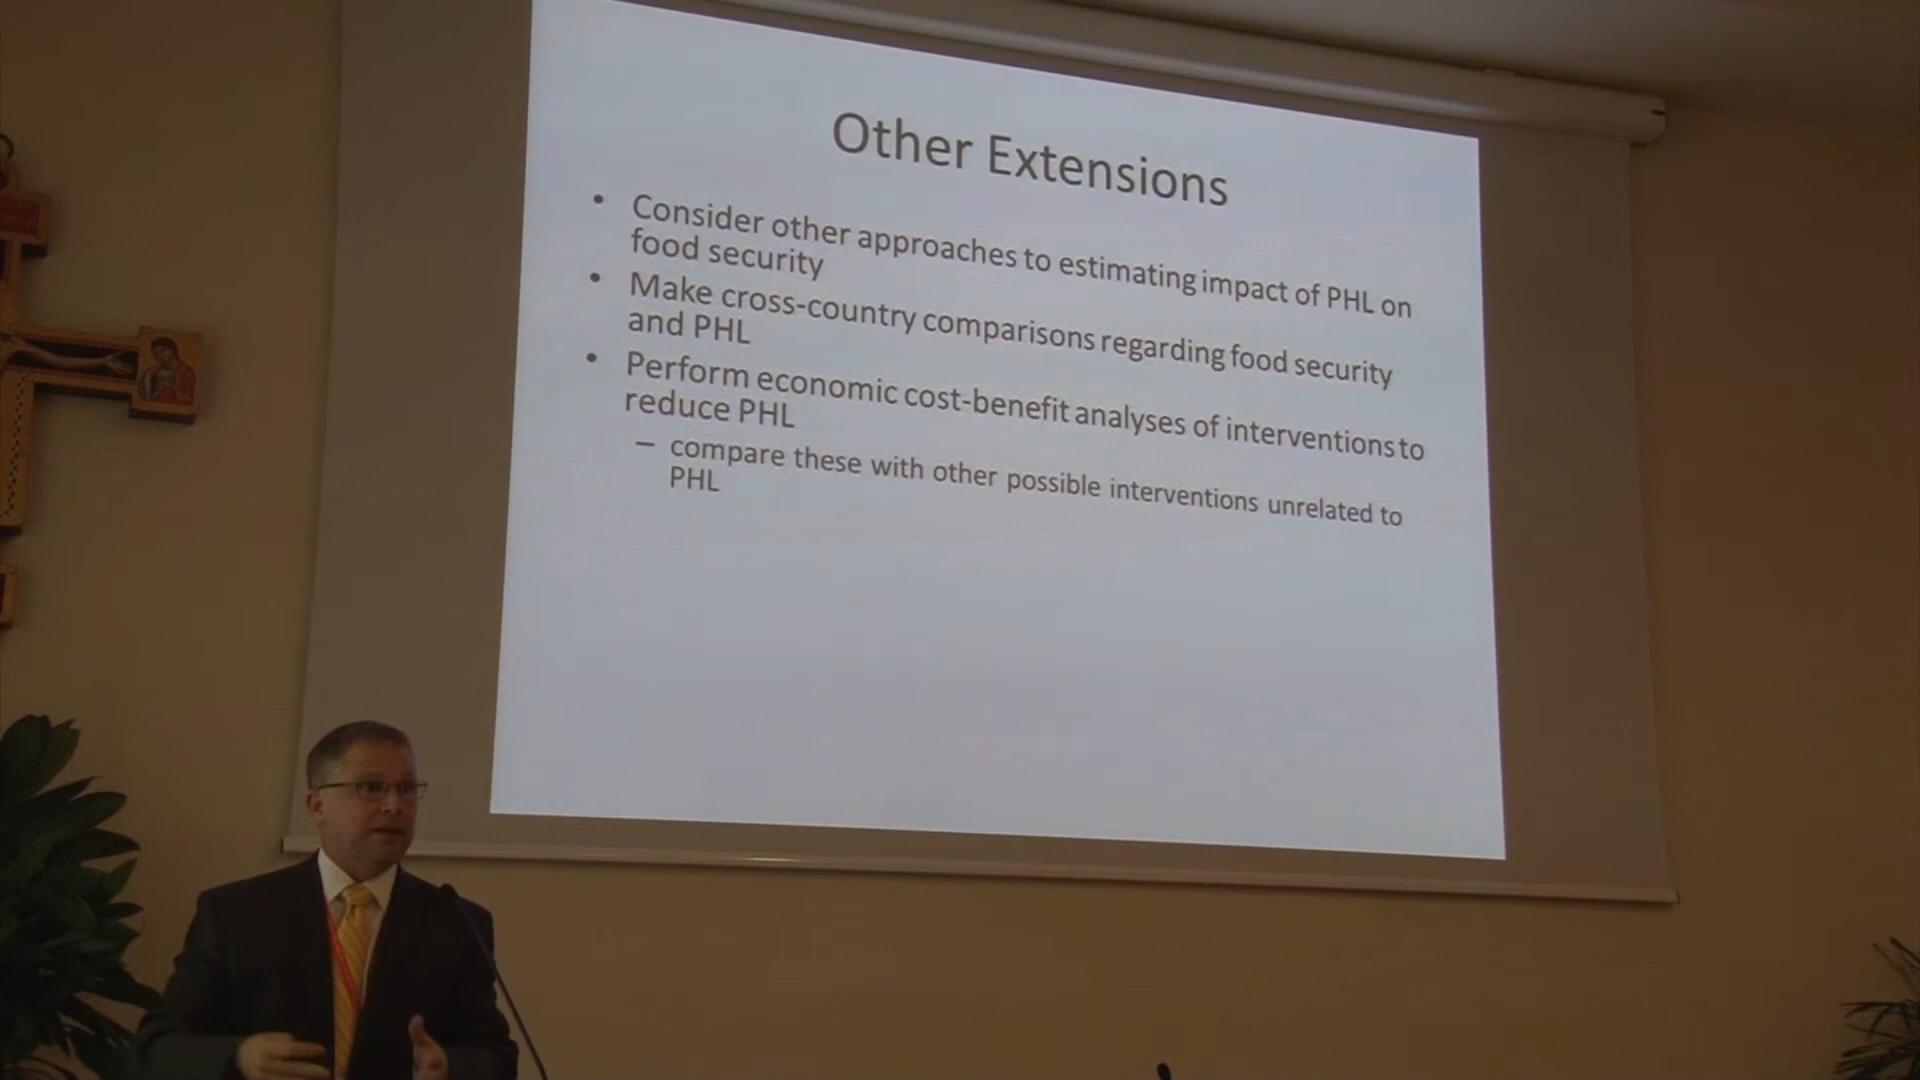 Other Extensions
• Consider other approaches to estimating impact of PHL on
food security
• Make cross-country comparisons regarding food security
and PHL
• Perform economic cost-benefit analyses of interventions to
reduce PHL
– compare these with other possible interventions unrelated to
PHL